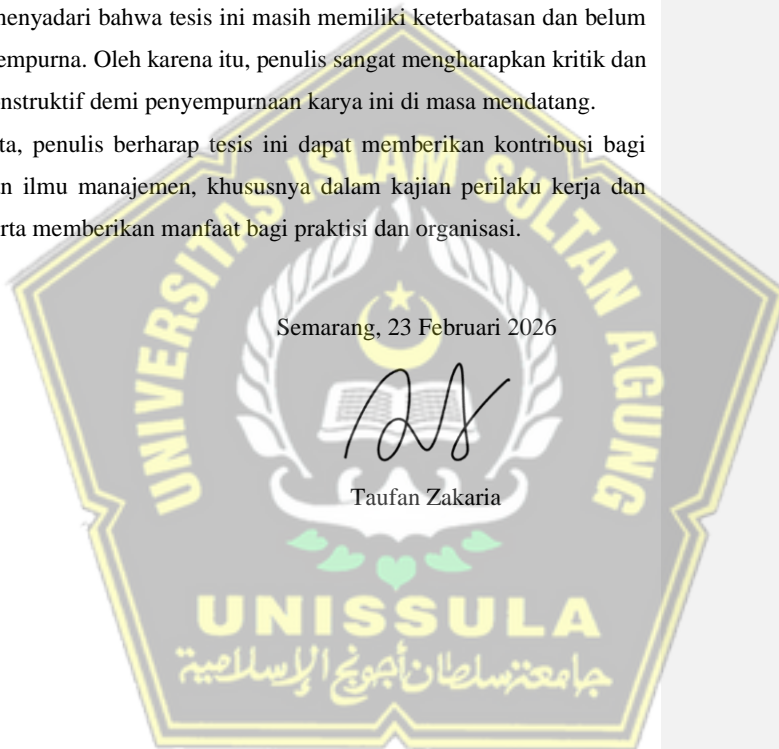 menyadari bahwa tesis ini masih memiliki keterbatasan dan belum
empurna. Oleh karena itu, penulis sangat mengharapkan kritik dan
onstruktif demi penyempurnaan karya ini di masa mendatang.
ta, penulis berharap tesis ini dapat memberikan kontribusi bagi
an ilmu manajemen, khususnya dalam kajian perilaku kerja dan
erta memberikan manfaat bagi praktisi dan organisasi.
UNIVERSITAS ISLAM SULTAN AGUNG
Semarang, 23 Februari 2026
Taufan Zakaria
UNISSULA
جامعة سلطان أجونج الإسلامية